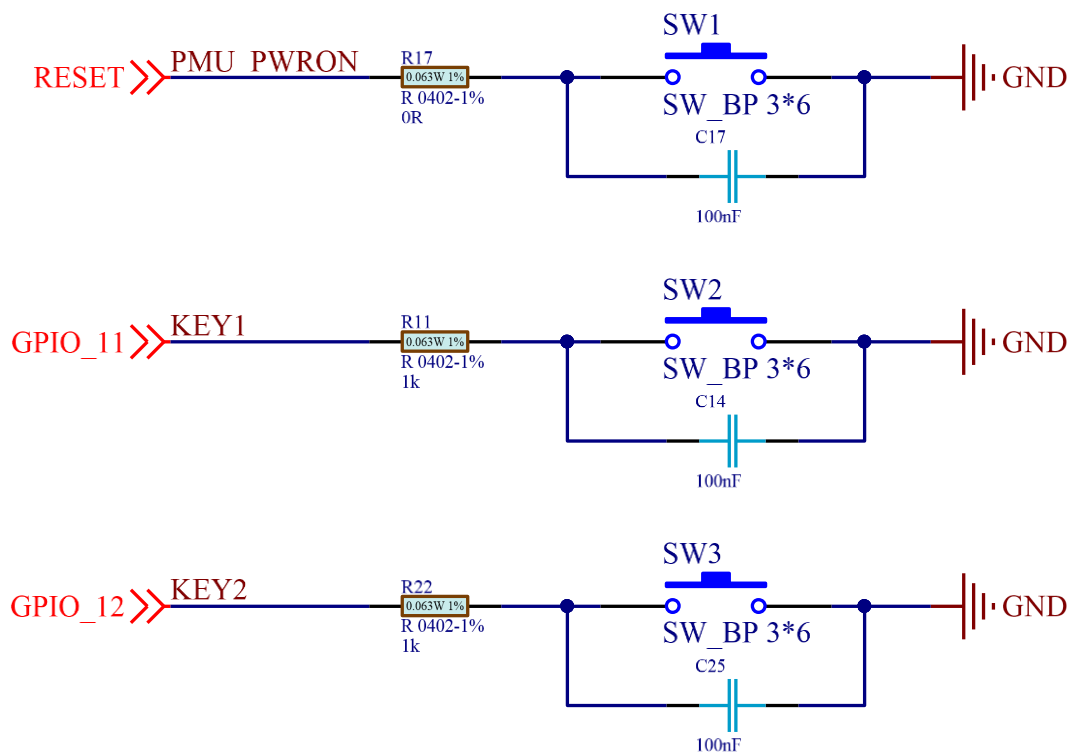 SW1
RESET PMU_PWRON R17 GND
0.063W 1%
R 0402-1% SW_BP 3*6
0R
C17
100nF
SW2
GPIO_11 KEY1 R11 GND
0.063W 1%
R 0402-1% SW_BP 3*6
1k
C14
100nF
SW3
GPIO_12 KEY2 R22 GND
0.063W 1%
R 0402-1% SW_BP 3*6
1k
C25
100nF